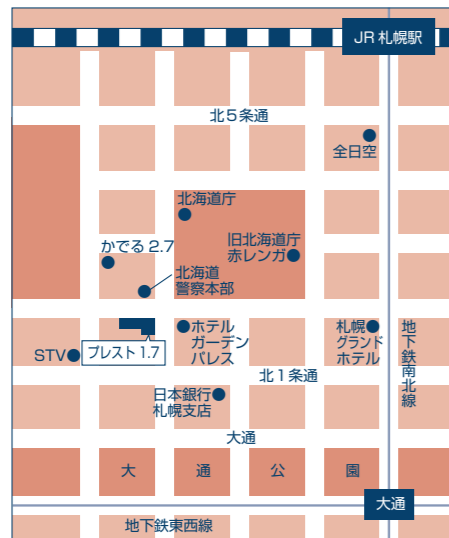 JR札幌駅
北5条通
全日空
北海道庁
旧北海道庁
赤レンガ
かでる2.7
北海道
警察本部
プレスト1.7
STV
ホテル
ガーデン
パレス
札幌
グランド
ホテル
地下鉄南北線
北1条通
日本銀行
札幌支店
大通
大通公園
大通
地下鉄東西線